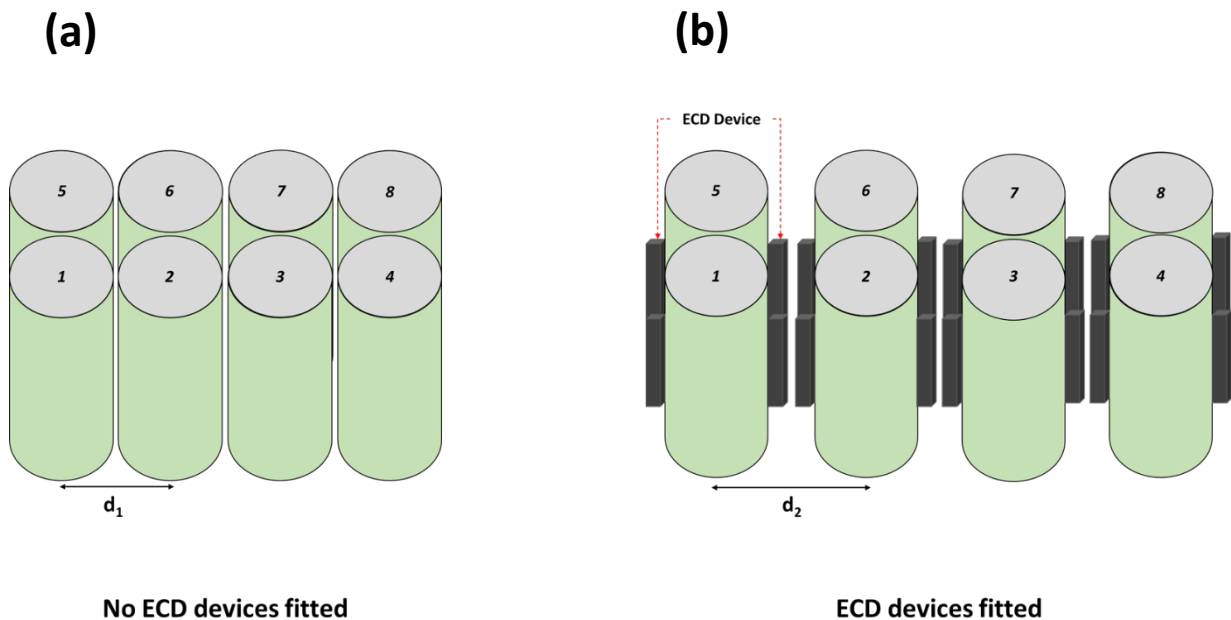 (a)
5 6 7 8
1 2 3 4
d₁
No ECD devices fitted
(b)
ECD Device
5 6 7 8
1 2 3 4
d₂
ECD devices fitted